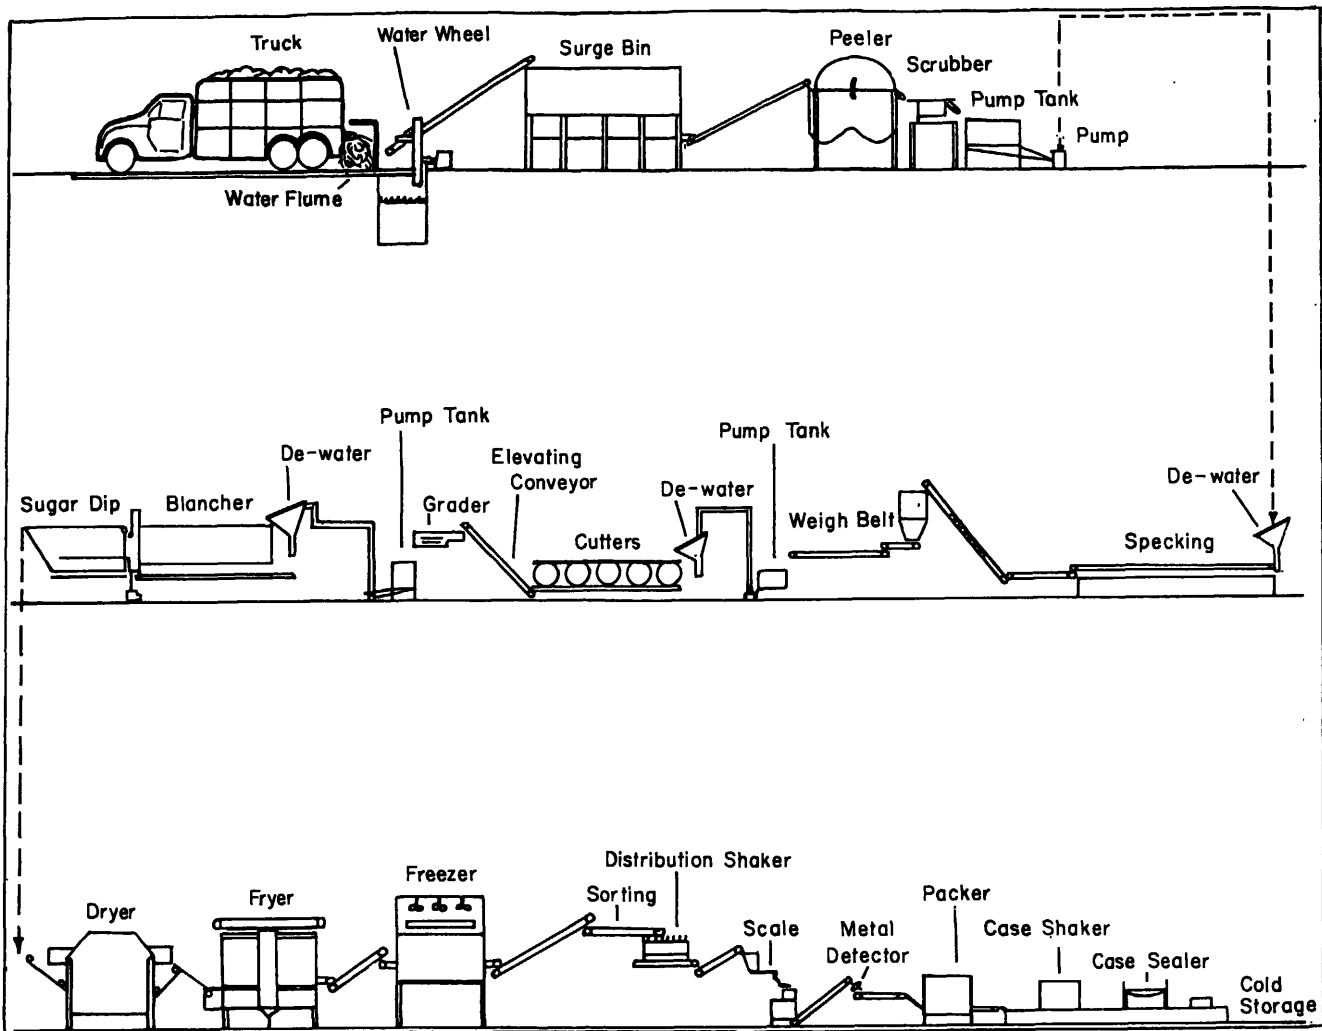 Truck
Water Wheel
Surge Bin
Peeler
Scrubber
Pump Tank
Pump
Water Flume
Sugar Dip
Blancher
De-water
Pump Tank
Grader
Elevating
Conveyor
Cutters
De-water
Pump Tank
Weigh Belt
Specking
De-water
Dryer
Fryer
Freezer
Sorting
Distribution Shaker
Scale
Metal
Detector
Packer
Case Shaker
Case Sealer
Cold
Storage